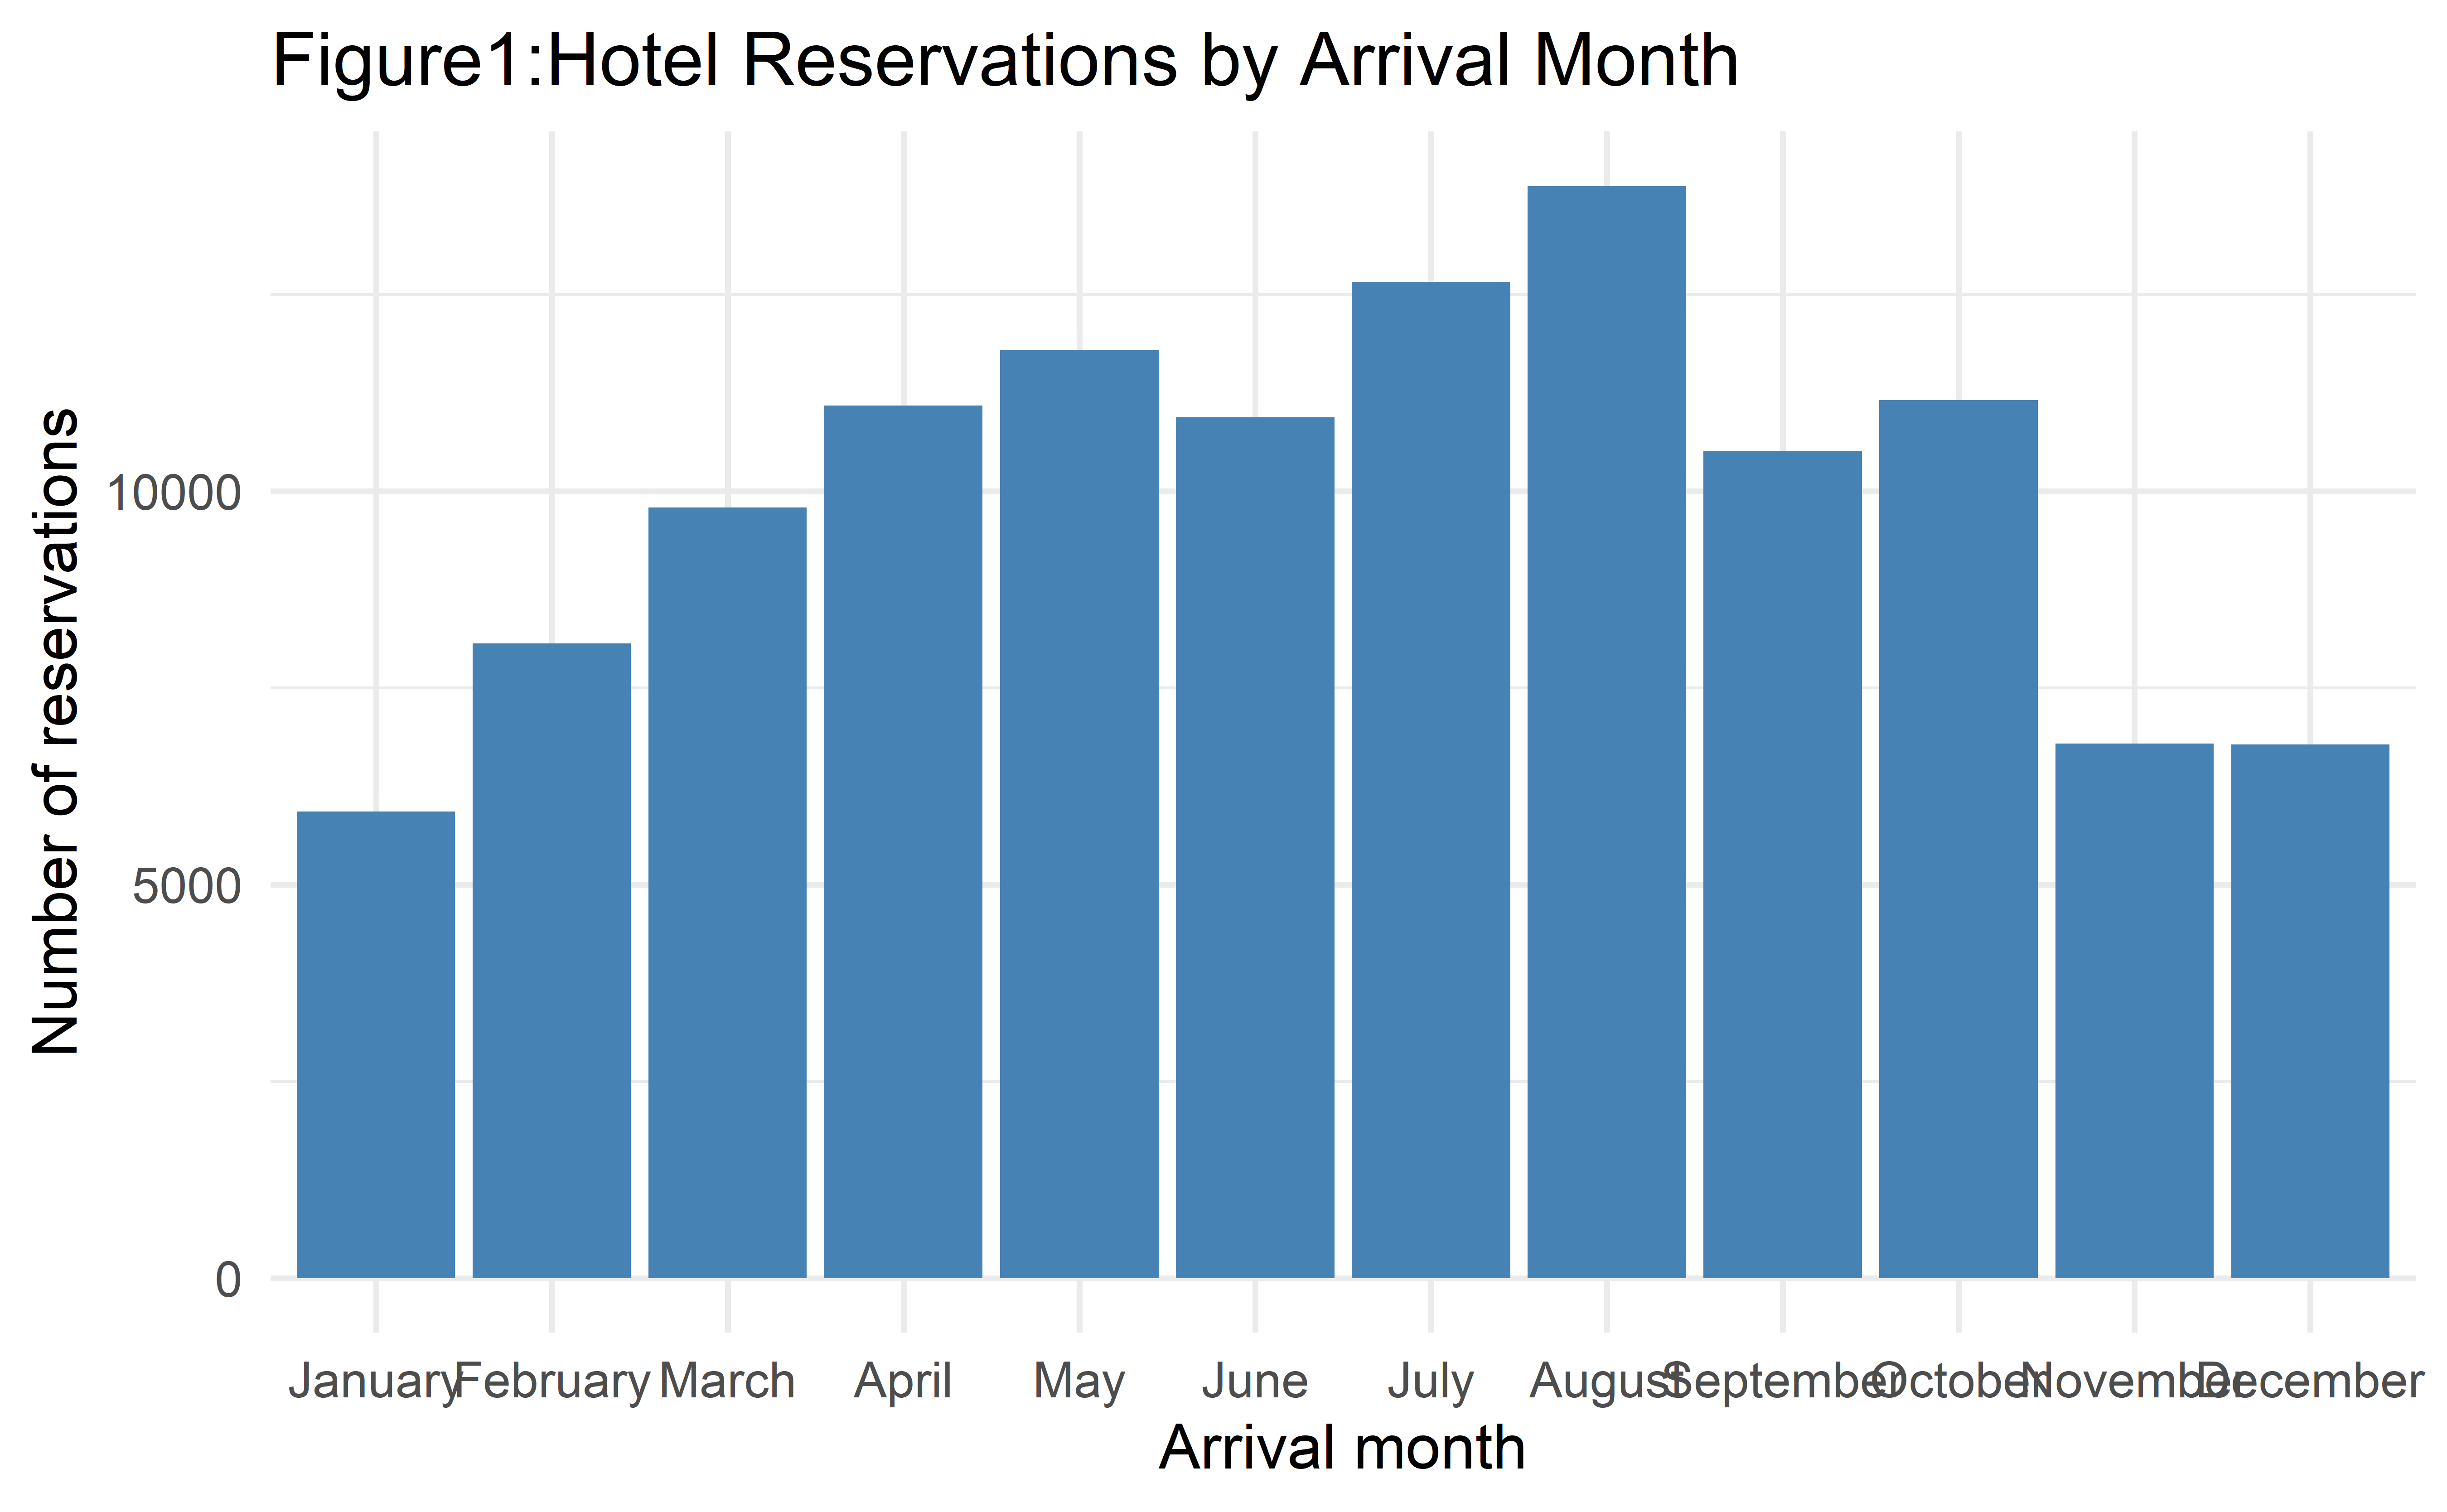 Figure1:Hotel Reservations by Arrival Month
Number of reservations
10000
5000
0
January February March April May June July August September October November December
Arrival month